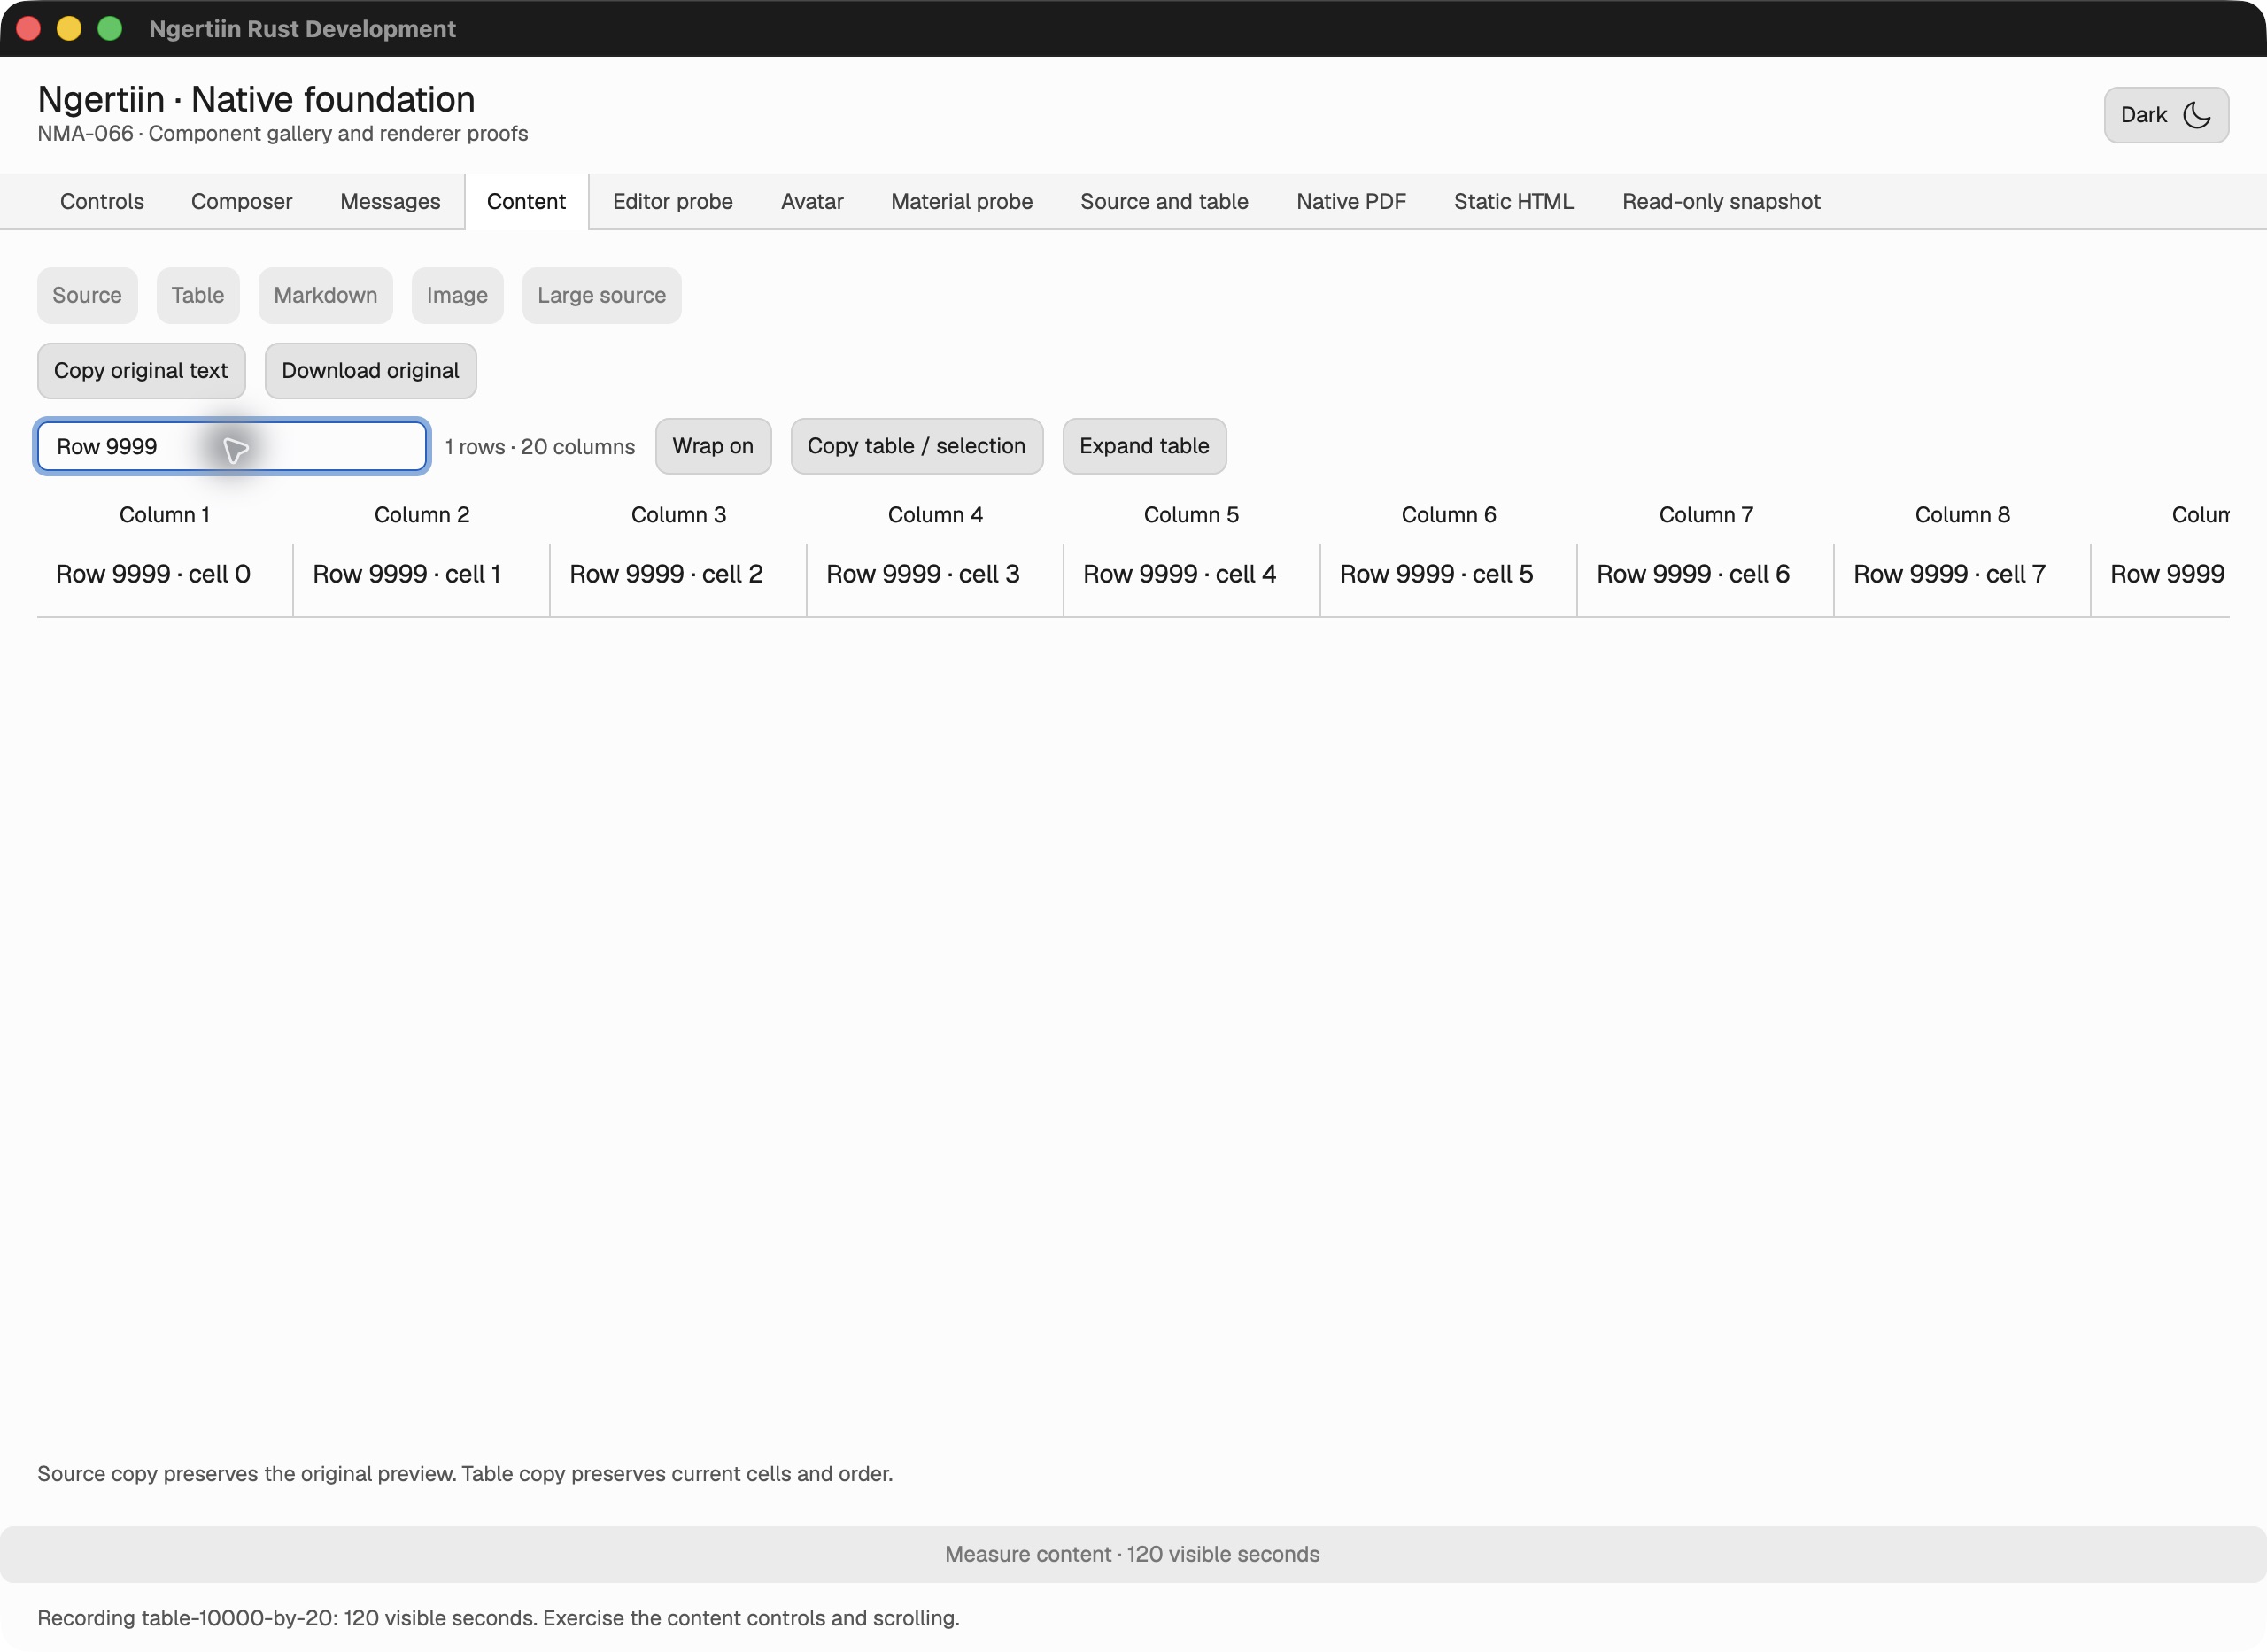 Ngertiin Rust Development
Ngertiin · Native foundation
NMA-066 · Component gallery and renderer proofs
Dark
Controls Composer Messages Content Editor probe Avatar Material probe Source and table Native PDF Static HTML Read-only snapshot
Source Table Markdown Image Large source
Copy original text Download original
Row 9999 1 rows · 20 columns Wrap on Copy table / selection Expand table
Column 1 Column 2 Column 3 Column 4 Column 5 Column 6 Column 7 Column 8 Colum
Row 9999 · cell 0 Row 9999 · cell 1 Row 9999 · cell 2 Row 9999 · cell 3 Row 9999 · cell 4 Row 9999 · cell 5 Row 9999 · cell 6 Row 9999 · cell 7 Row 9999
Source copy preserves the original preview. Table copy preserves current cells and order.
Measure content · 120 visible seconds
Recording table-10000-by-20: 120 visible seconds. Exercise the content controls and scrolling.